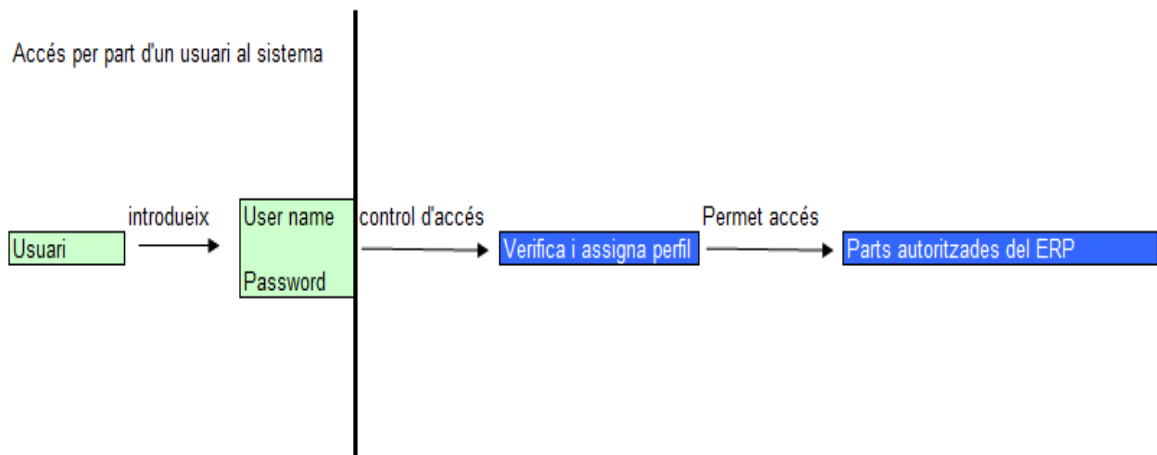 Accés per part d'un usuari al sistema
introdueix
User name
control d'accés
Permet accés
Usuari
Verifica i assigna perfil
Parts autoritzades del ERP
Password